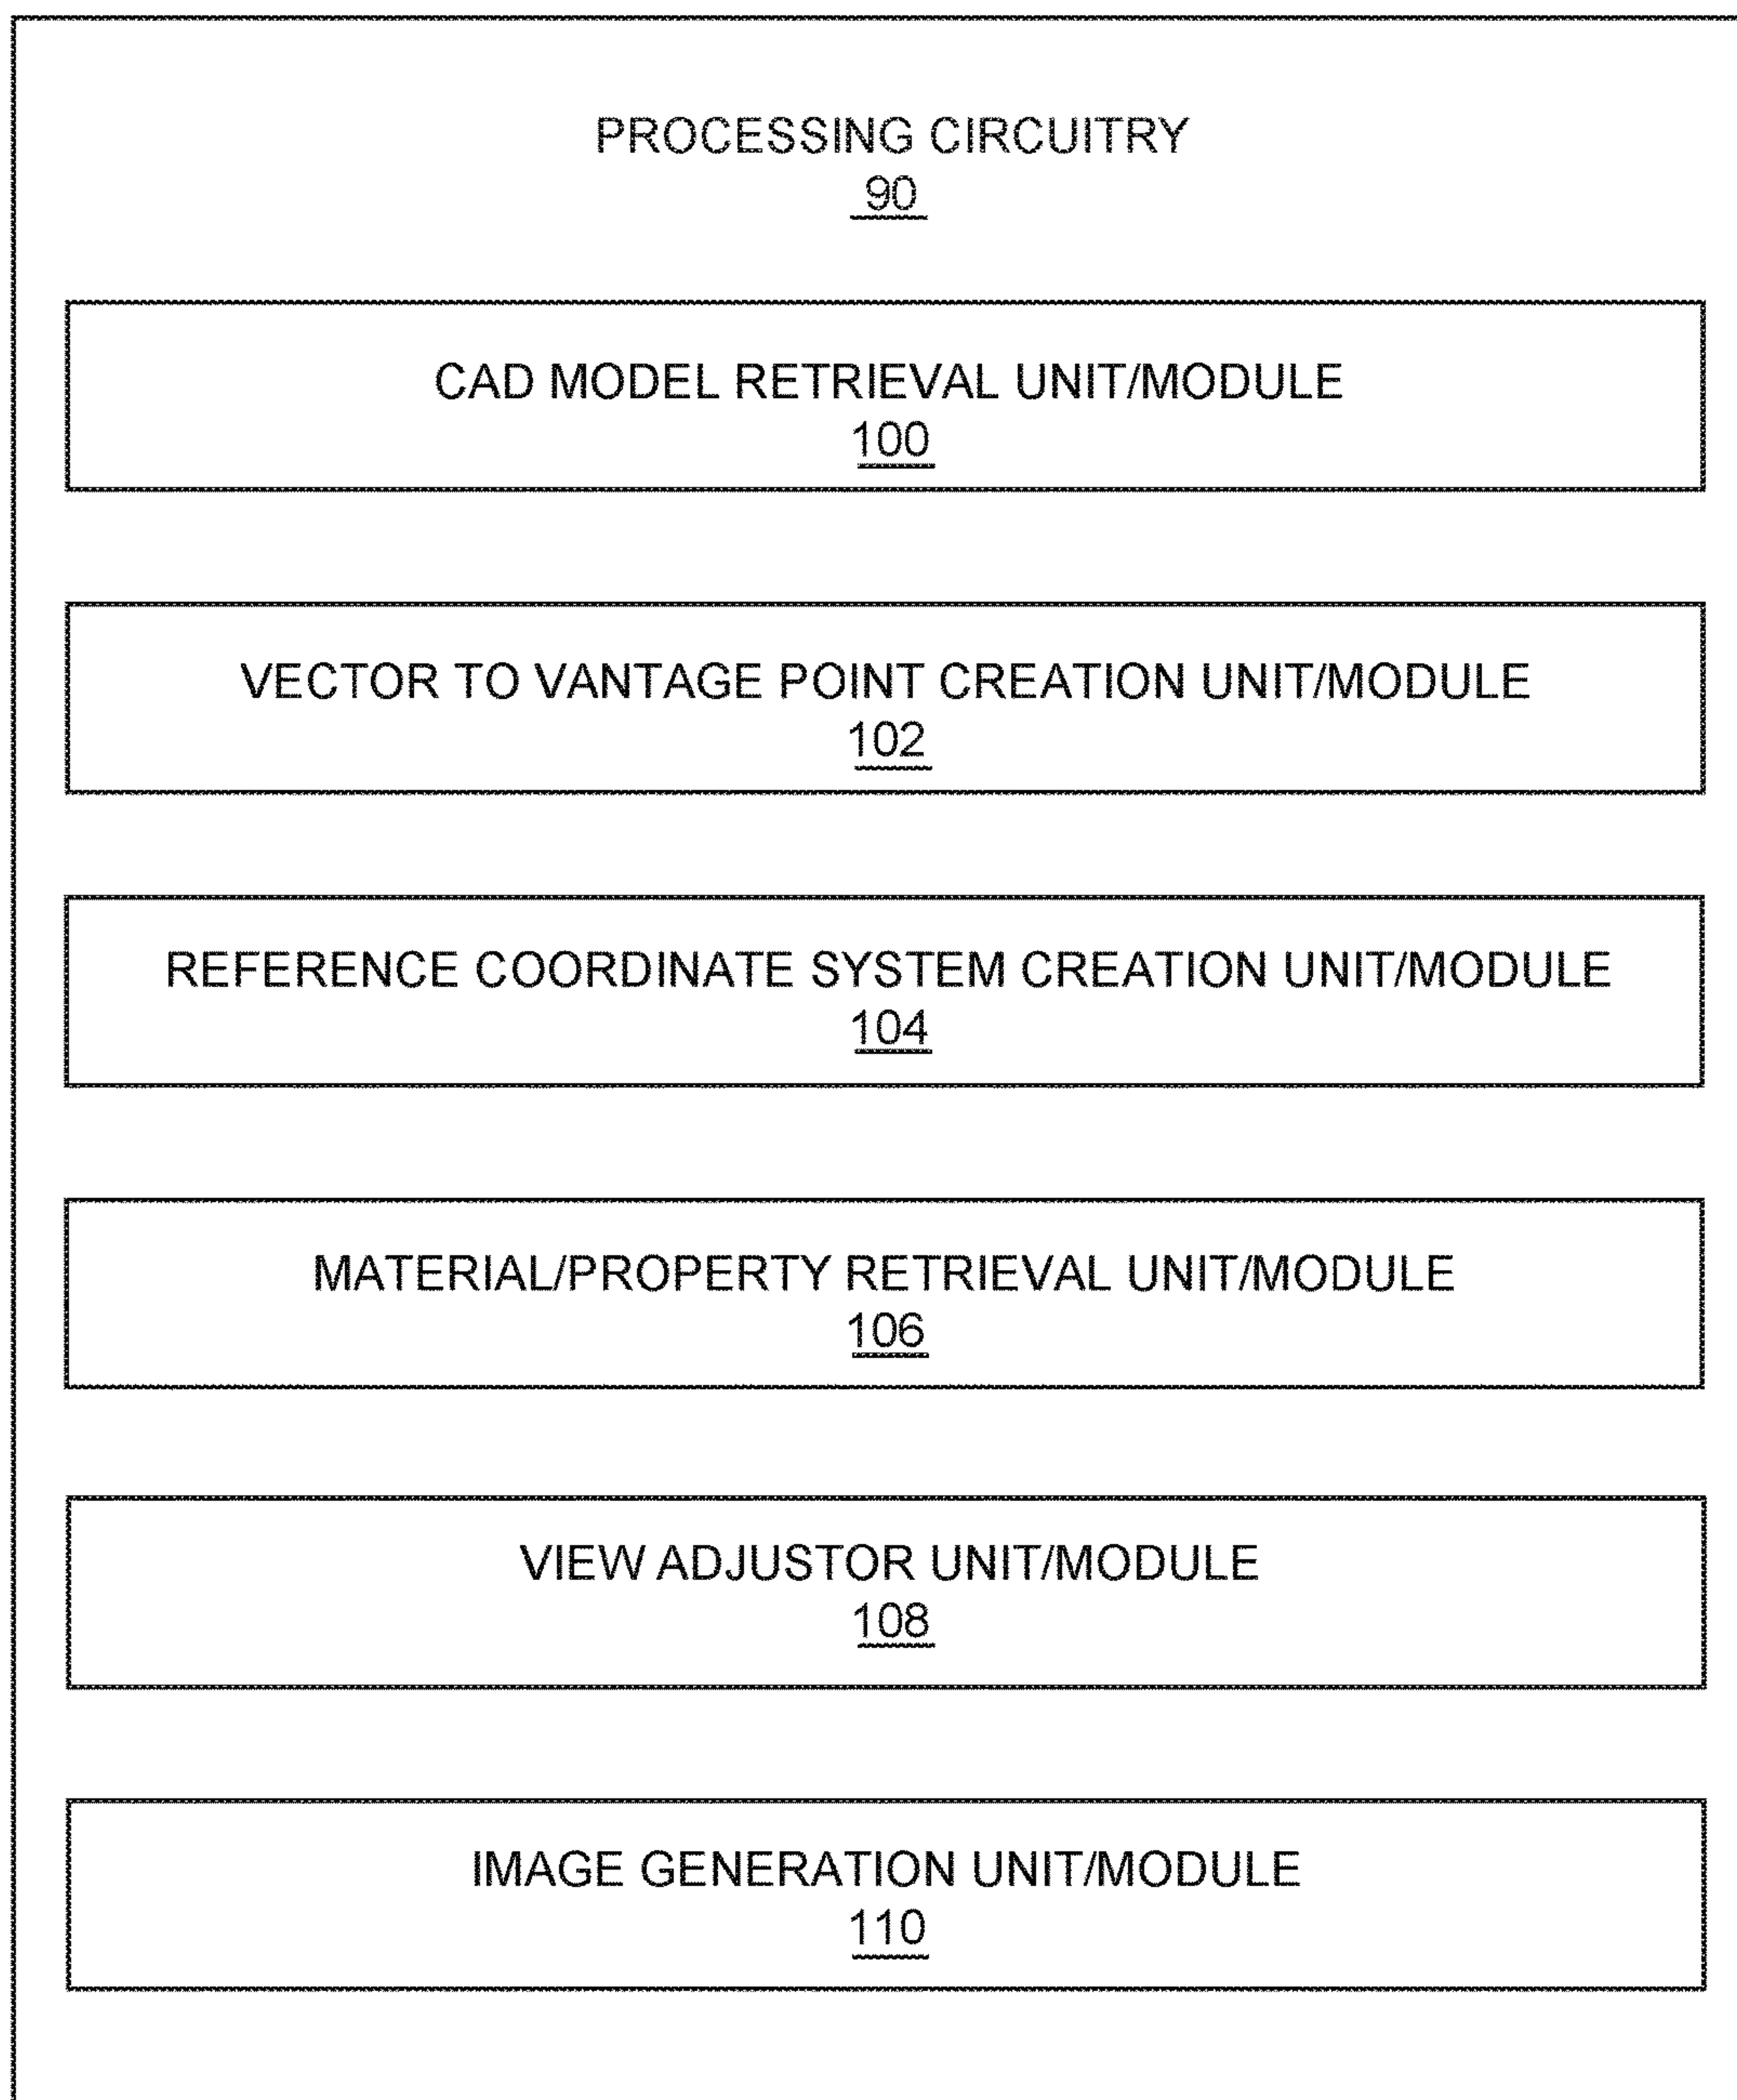 PROCESSING CIRCUITRY
90
CAD MODEL RETRIEVAL UNIT/MODULE
100
VECTOR TO VANTAGE POINT CREATION UNIT/MODULE
102
REFERENCE COORDINATE SYSTEM CREATION UNIT/MODULE
104
MATERIAL/PROPERTY RETRIEVAL UNIT/MODULE
106
VIEW ADJUSTOR UNIT/MODULE
108
IMAGE GENERATION UNIT/MODULE
110